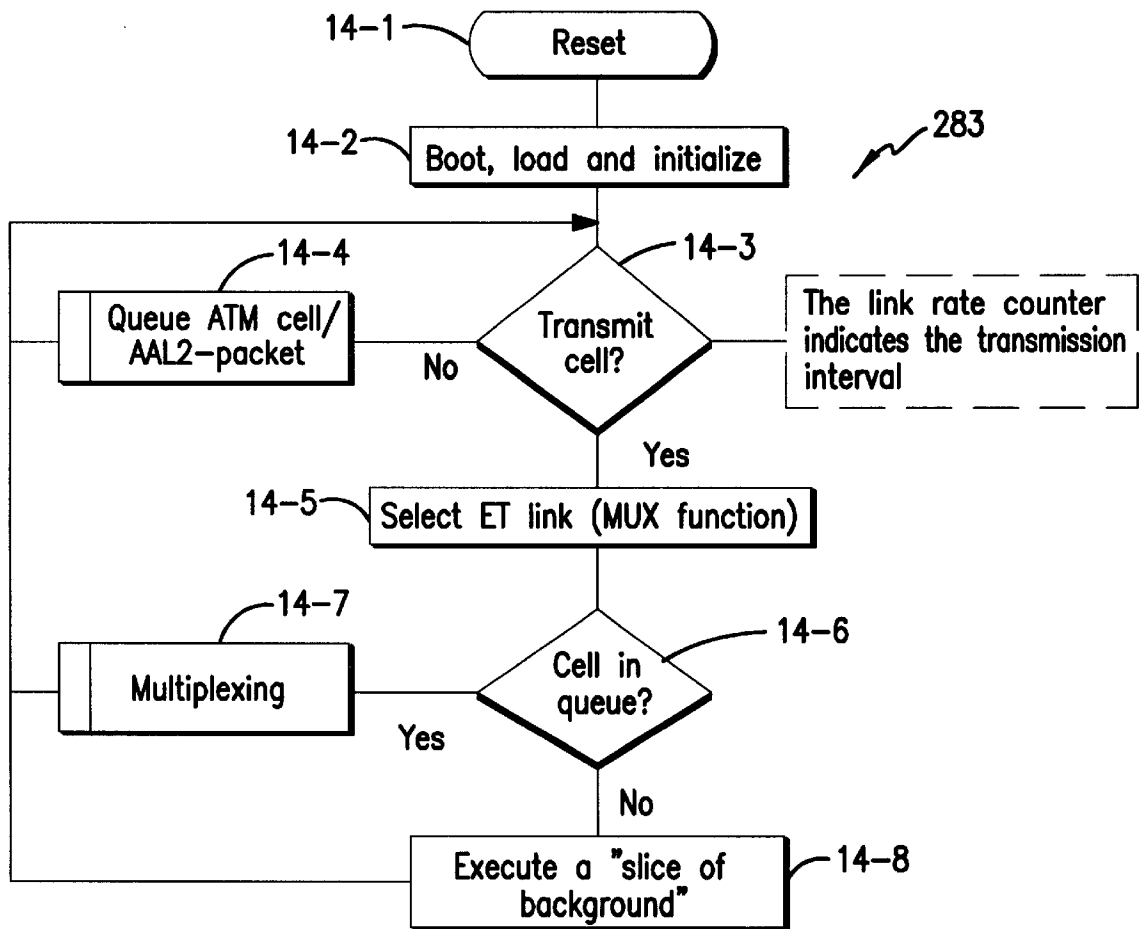 14-1
Reset
283
14-2
Boot, load and initialize
14-4
14-3
Queue ATM cell/
AAL2-packet
No
Transmit
cell?
The link rate counter
indicates the transmission
interval
Yes
14-5
Select ET link (MUX function)
14-7
14-6
Multiplexing
Yes
Cell in
queue?
No
Execute a "slice of
background"
14-8